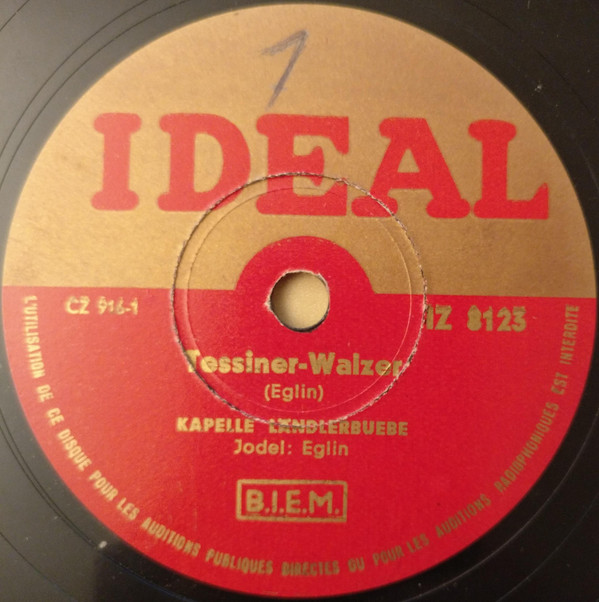 1
IDEAL
CZ 916-1
IZ 8123
Tessiner-Walzer
(Eglin)
KAPELLE LÄNDLERBUEBE
Jodel: Eglin
B.I.E.M.
L'UTILISATION DE CE DISQUE POUR LES AUDITIONS PUBLIQUES DIRECTES OU POUR LES AUDITIONS RADIOPHONIQUES EST INTERDITE